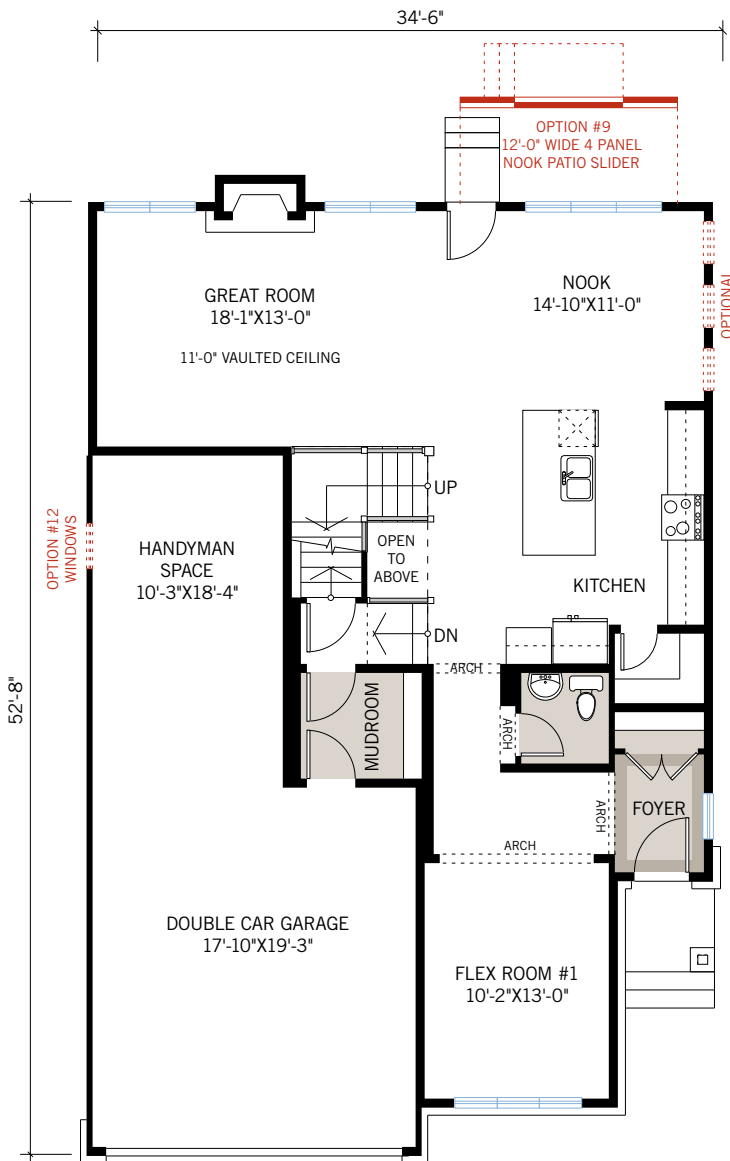 34'-6"
OPTION #9
12'-0" WIDE 4 PANEL
NOOK PATIO SLIDER
GREAT ROOM
18'-1"X13'-0"
11'-0" VAULTED CEILING
NOOK
14'-10"X11'-0"
OPTIONAL
UP
OPTION #12
WINDOWS
HANDYMAN
SPACE
10'-3"X18'-4"
OPEN
TO
ABOVE
KITCHEN
DN
52'-8"
ARCH
MUDROOM
ARCH
FOYER
ARCH
ARCH
DOUBLE CAR GARAGE
17'-10"X19'-3"
FLEX ROOM #1
10'-2"X13'-0"